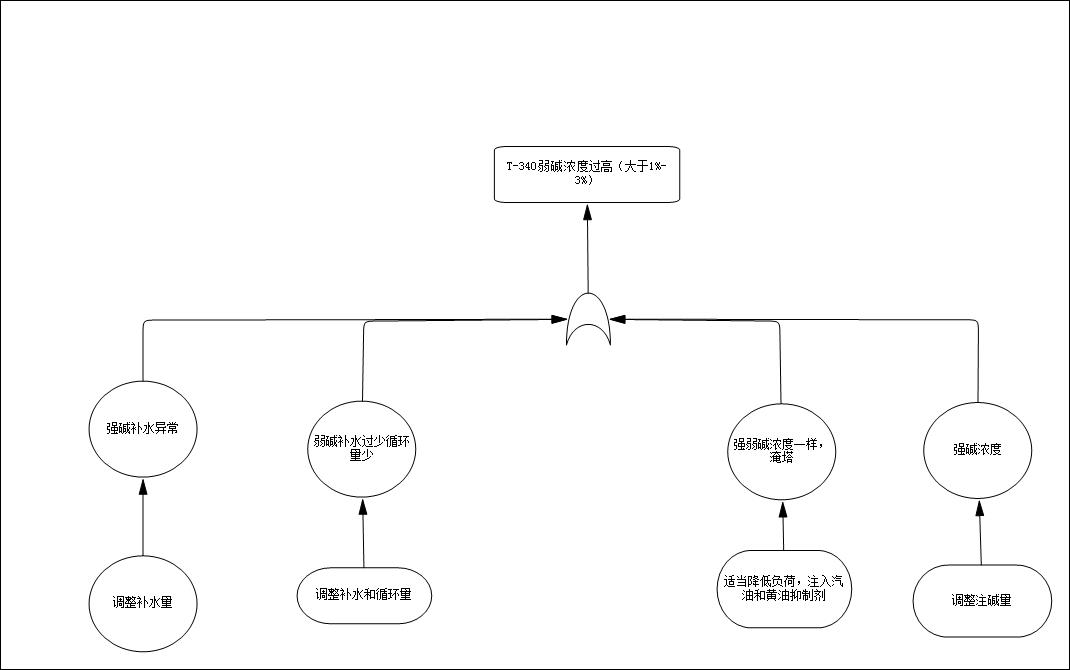 T-340弱碱浓度过高（大于1%-
3%）
强碱补水异常
弱碱补水过少循环
量少
强弱碱浓度一样，
淹塔
强碱浓度
调整补水量
调整补水和循环量
适当降低负荷，注入汽
油和黄油抑制剂
调整注碱量